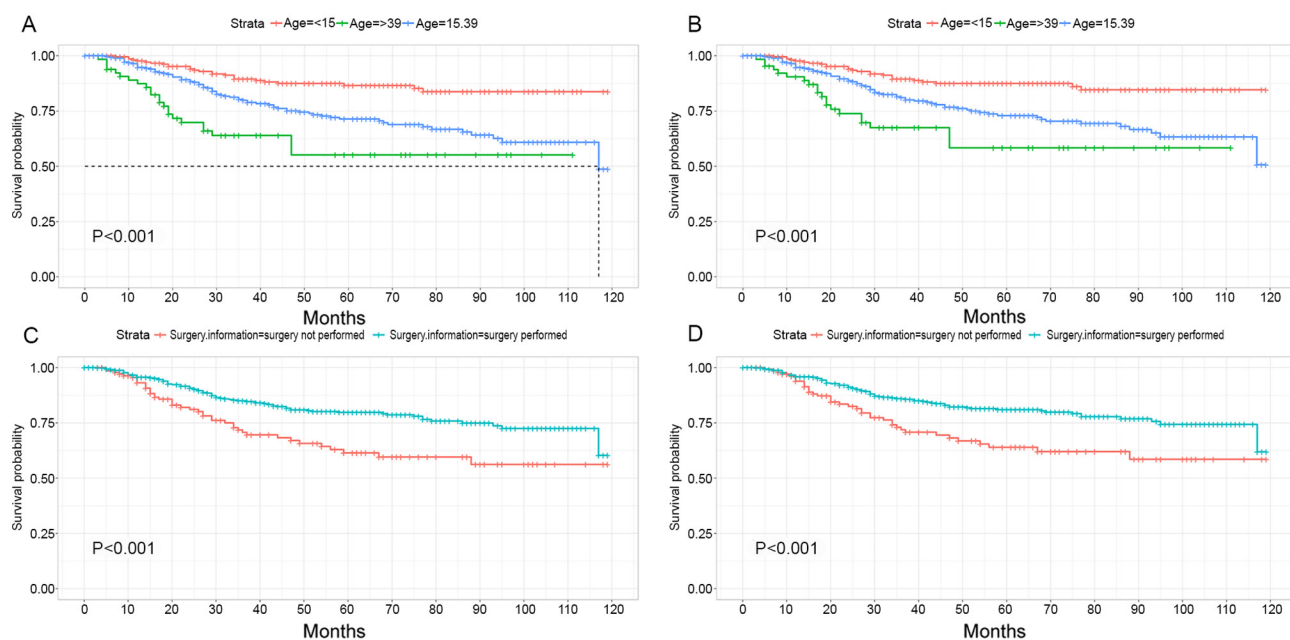 A
Strata Age=<15 Age=>39 Age=15.39
Survival probability
1.00
0.75
0.50
0.25
0.00
P<0.001
0 10 20 30 40 50 60 70 80 90 100 110 120
Months
B
Strata Age=<15 Age=>39 Age=15.39
Survival probability
1.00
0.75
0.50
0.25
0.00
P<0.001
0 10 20 30 40 50 60 70 80 90 100 110 120
Months
C
Strata Surgery.information=surgery not performed Surgery.information=surgery performed
Survival probability
1.00
0.75
0.50
0.25
0.00
P<0.001
0 10 20 30 40 50 60 70 80 90 100 110 120
Months
D
Strata Surgery.information=surgery not performed Surgery.information=surgery performed
Survival probability
1.00
0.75
0.50
0.25
0.00
P<0.001
0 10 20 30 40 50 60 70 80 90 100 110 120
Months